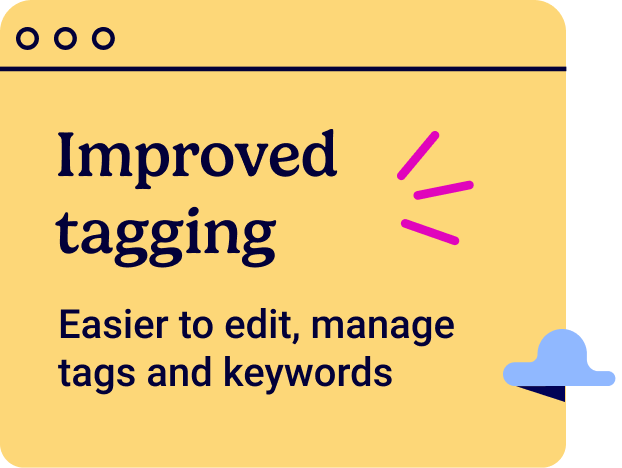 Improved
tagging
Easier to edit, manage
tags and keywords